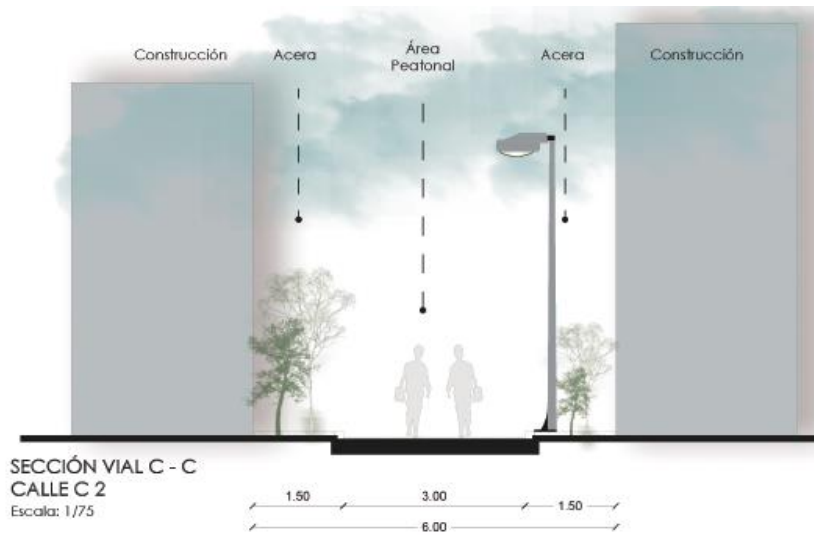 Construcción
Acera
Área
Peatonal
Acera
Construcción
SECCIÓN VIAL C - C
CALLE C 2
Escala: 1/75
1.50
3.00
1.50
6.00